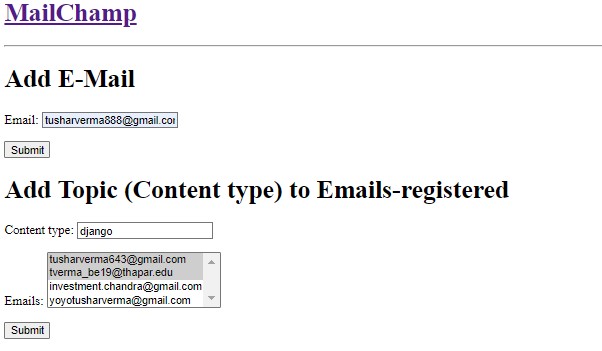 MailChamp
Add E-Mail
Email: tusharverma888@gmail.co
Submit
Add Topic (Content type) to Emails-registered
Content type: django
tusharverma643@gmail.com
tverma_be19@thapar.edu
investment.chandra@gmail.com
Emails: yoyotusharverma@gmail.com
Submit